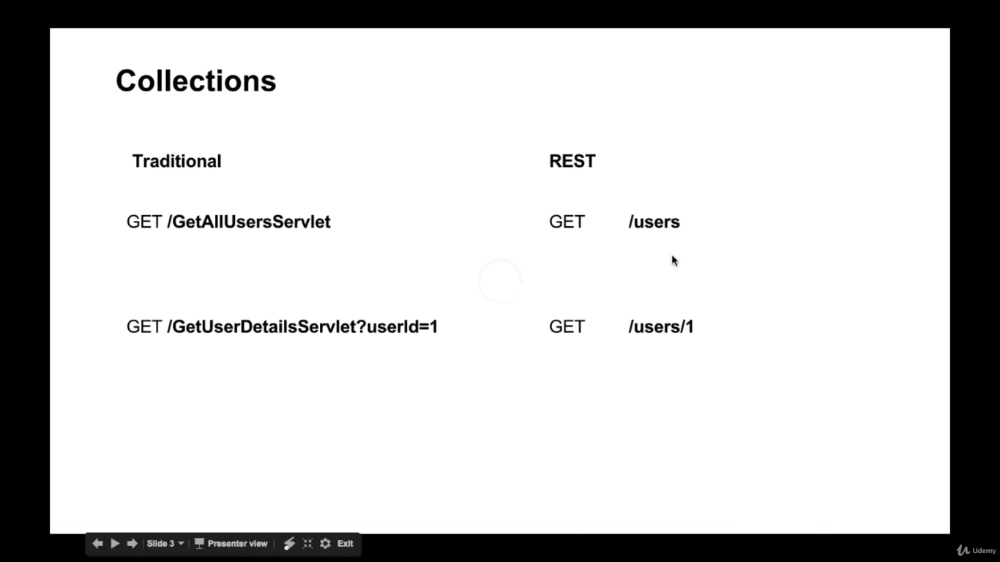 Collections
Traditional
REST
GET /GetAllUsersServlet
GET /users
GET /GetUserDetailsServlet?userId=1
GET /users/1
Slide 3
Presenter view
Exit
Udemy